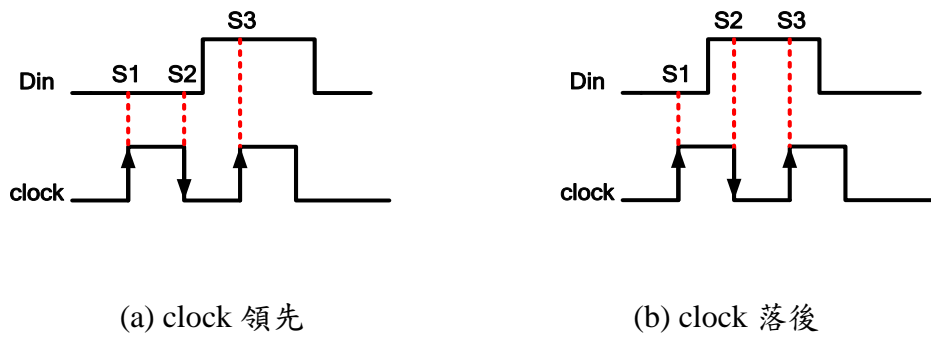 S3
Din S1 S2
clock
(a) clock 領先
S2 S3
Din S1
clock
(b) clock 落後